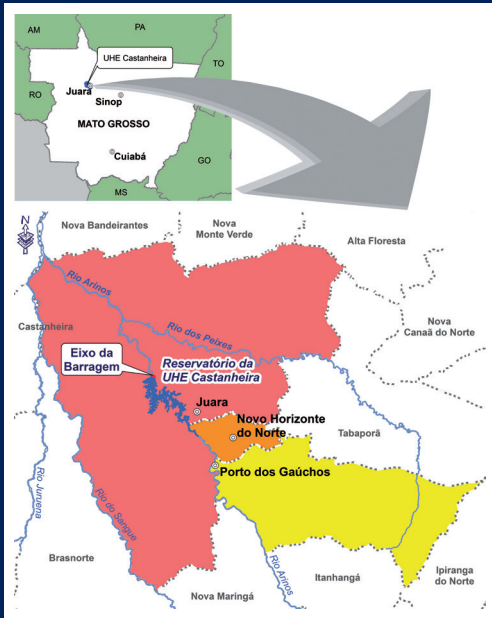 AM
PA
UHE Castanheira
TO
RO
Juara
Sinop
MATO GROSSO
Cuiabá
GO
MS
N
Nova Bandeirantes
Nova
Monte Verde
Alta Floresta
Rio Arinos
Castanheira
Rio dos Peixes
Nova
Canaã do Norte
Eixo da
Barragem
Reservatório da
UHE Castanheira
Juara
Novo Horizonte
do Norte
Tabaporã
Porto dos Gaúchos
Rio Juruena
Rio do Sangue
Brasnorte
Rio Arinos
Itanhangá
Ipiranga
do Norte
Nova Maringá